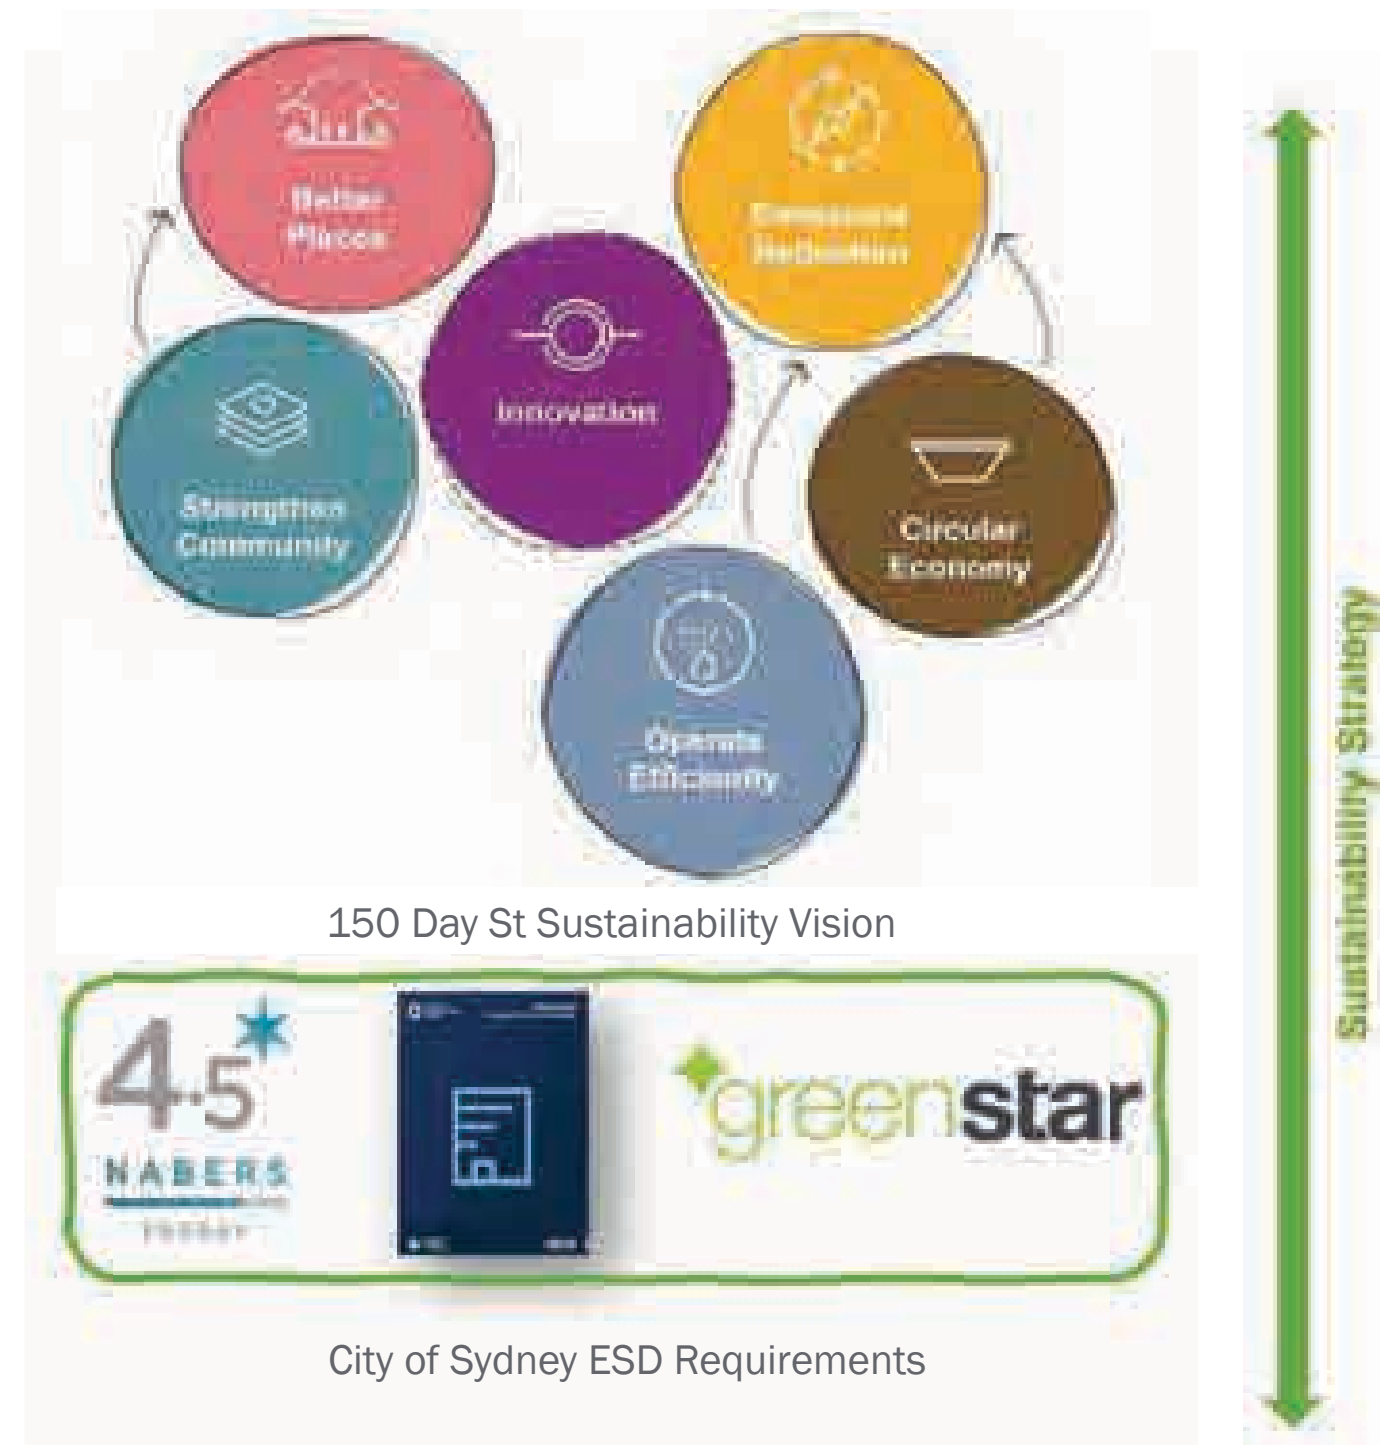 Better
Places
Reduction
Innovation
Strengthen
Community
Circular
Economy
Operate
Efficiently
150 Day St Sustainability Vision
4.5
NABERS
ENERGY
greenstar
City of Sydney ESD Requirements
Sustainability Strategy